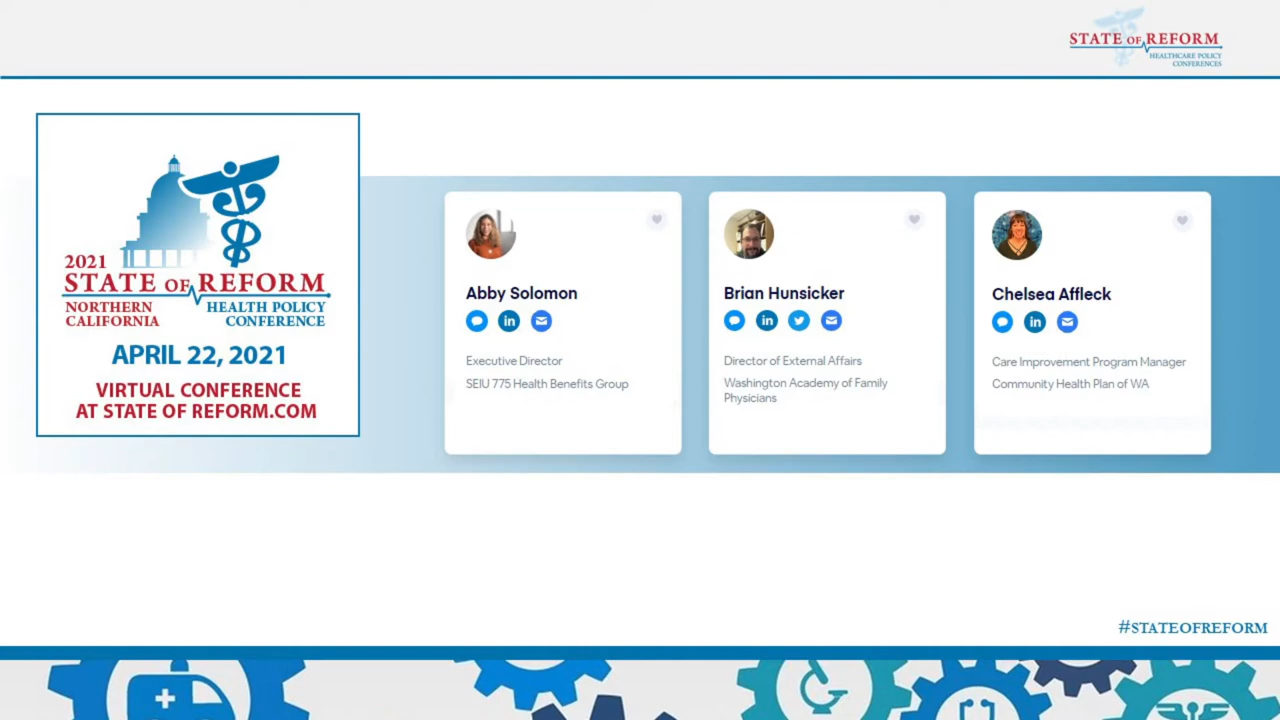 STATE OF REFORM
HEALTHCARE POLICY
CONFERENCES
2021
STATE OF REFORM
NORTHERN
CALIFORNIA
HEALTH POLICY
CONFERENCE
APRIL 22, 2021
VIRTUAL CONFERENCE
AT STATE OF REFORM.COM
Abby Solomon
in
Executive Director
SEIU 775 Health Benefits Group
Brian Hunsicker
in
Director of External Affairs
Washington Academy of Family
Physicians
Chelsea Affleck
in
Care Improvement Program Manager
Community Health Plan of WA
#STATEOFREFORM